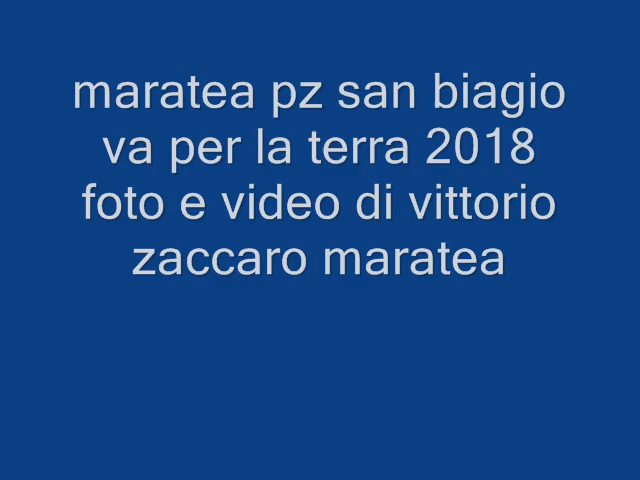 maratea pz san biagio
va per la terra 2018
foto e video di vittorio
zaccaro maratea